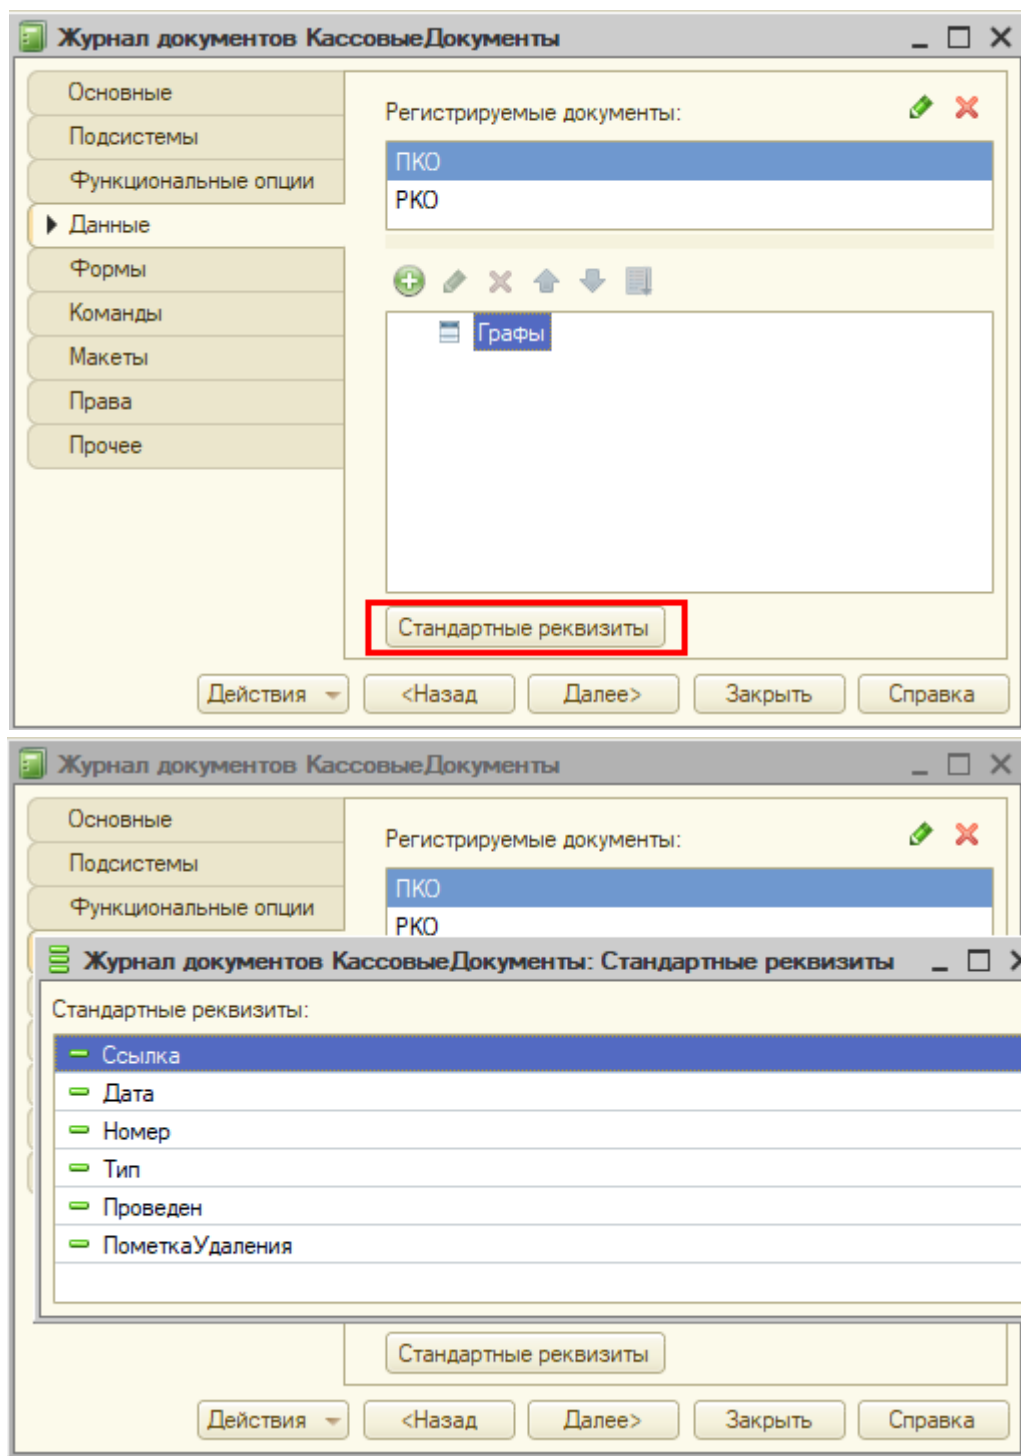 Журнал документов КассовыеДокументы
Основные
Подсистемы
Функциональные опции
Данные
Формы
Команды
Макеты
Права
Прочее
Регистрируемые документы:
ПКО
РКО
Графы
Стандартные реквизиты
Действия <Назад Далее> Закрыть Справка
Журнал документов КассовыеДокументы
Основные
Подсистемы
Функциональные опции
Регистрируемые документы:
ПКО
РКО
Журнал документов КассовыеДокументы: Стандартные реквизиты
Стандартные реквизиты:
Ссылка
Дата
Номер
Тип
Проведен
ПометкаУдаления
Стандартные реквизиты
Действия <Назад Далее> Закрыть Справка